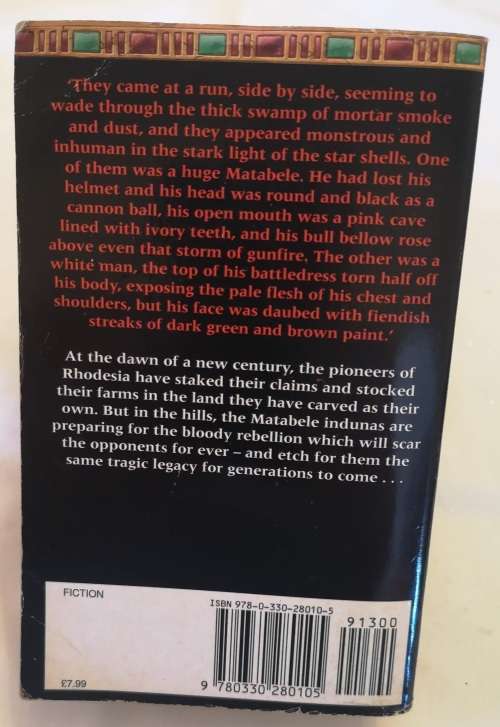 'They came at a run, side by side, seeming to
wade through the thick swamp of mortar smoke
and dust, and they appeared monstrous and
inhuman in the stark light of the star shells. One
of them was a huge Matabele. He had lost his
helmet and his head was round and black as a
cannon ball, his open mouth was a pink cave
lined with ivory teeth, and his bull bellow rose
above even that storm of gunfire. The other was a
white man, the top of his battledress torn half off
his body, exposing the pale flesh of his chest and
shoulders, but his face was daubed with fiendish
streaks of dark green and brown paint.'
At the dawn of a new century, the pioneers of
Rhodesia have staked their claims and stocked
their farms in the land they have carved as their
own. But in the hills, the Matabele indunas are
preparing for the bloody rebellion which will scar
the opponents for ever – and etch for them the
same tragic legacy for generations to come . . .
FICTION
ISBN 978-0-330-28010-5
91300
9 780330 280105
£7.99